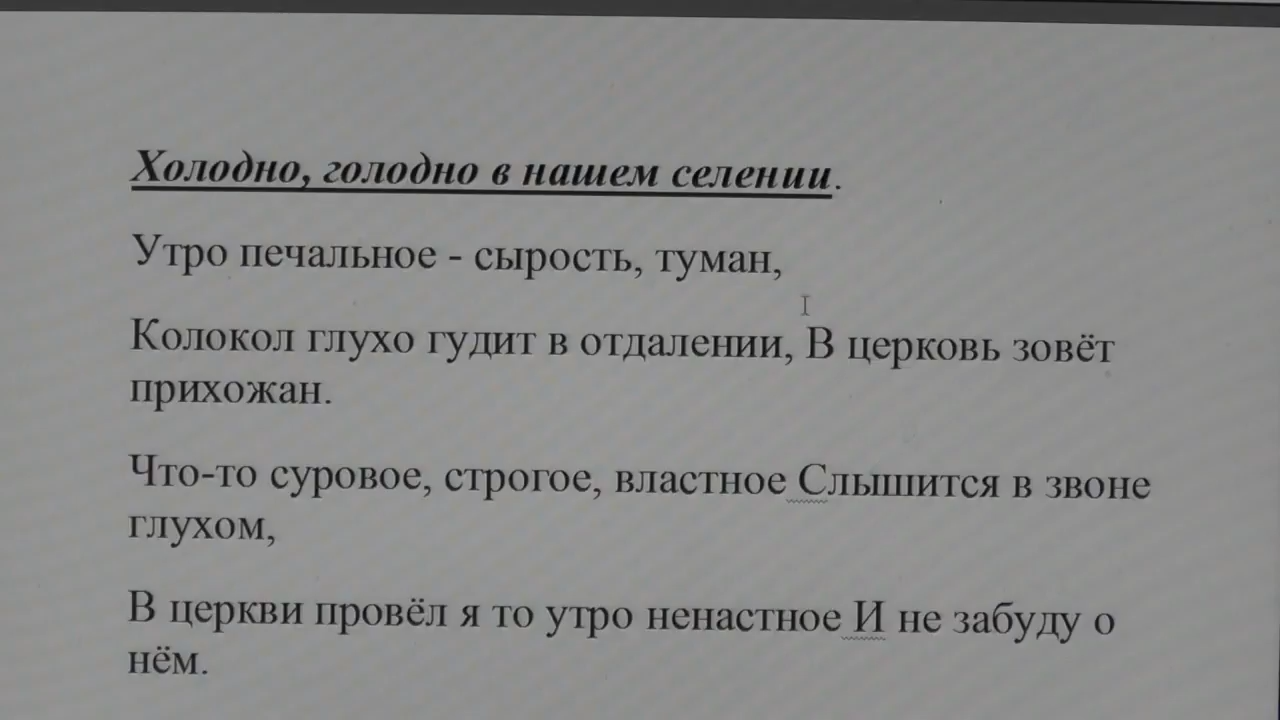 Холодно, голодно в нашем селении.
Утро печальное - сырость, туман,
Колокол глухо гудит в отдалении, В церковь зовёт
прихожан.
Что-то суровое, строгое, властное Слышится в звоне
глухом,
В церкви провёл я то утро ненастное И не забуду о
нём.